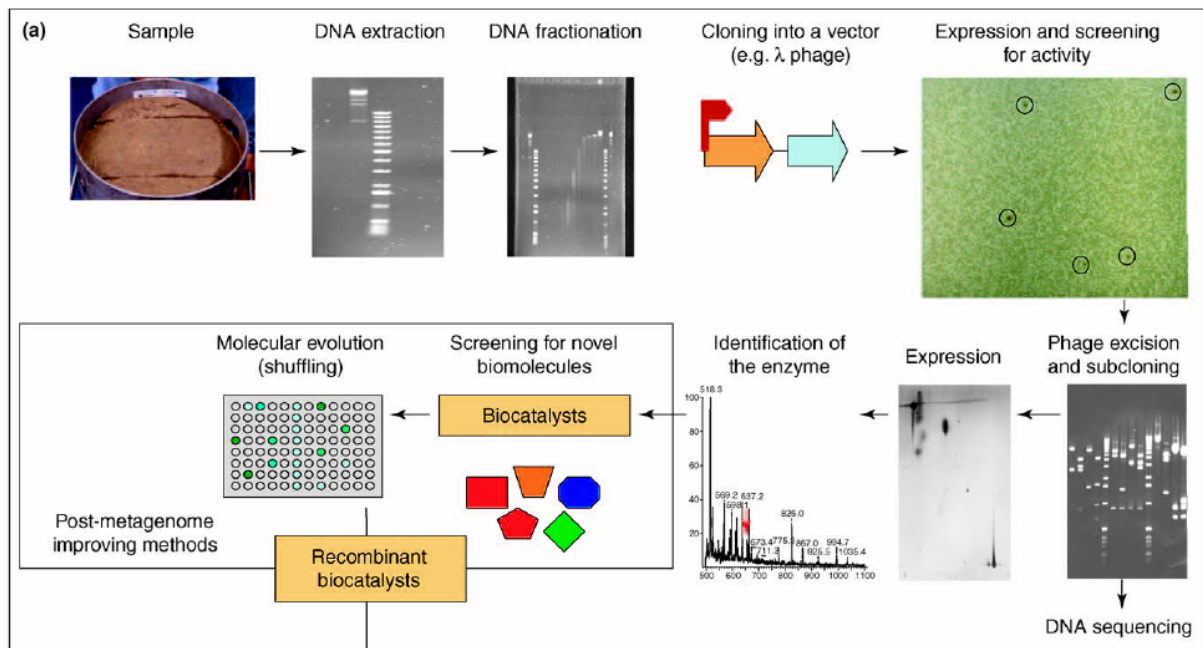 (a)
Sample
DNA extraction
DNA fractionation
Cloning into a vector
(e.g. λ phage)
Expression and screening
for activity
Phage excision
and subcloning
DNA sequencing
Expression
Identification of
the enzyme
518.3
100
80
60
40
20
569.2
637.2
826.0
867.0
994.7
1035.4
500 600 700 800 900 1000 1100
Screening for novel
biomolecules
Biocatalysts
Molecular evolution
(shuffling)
Post-metagenome
improving methods
Recombinant
biocatalysts